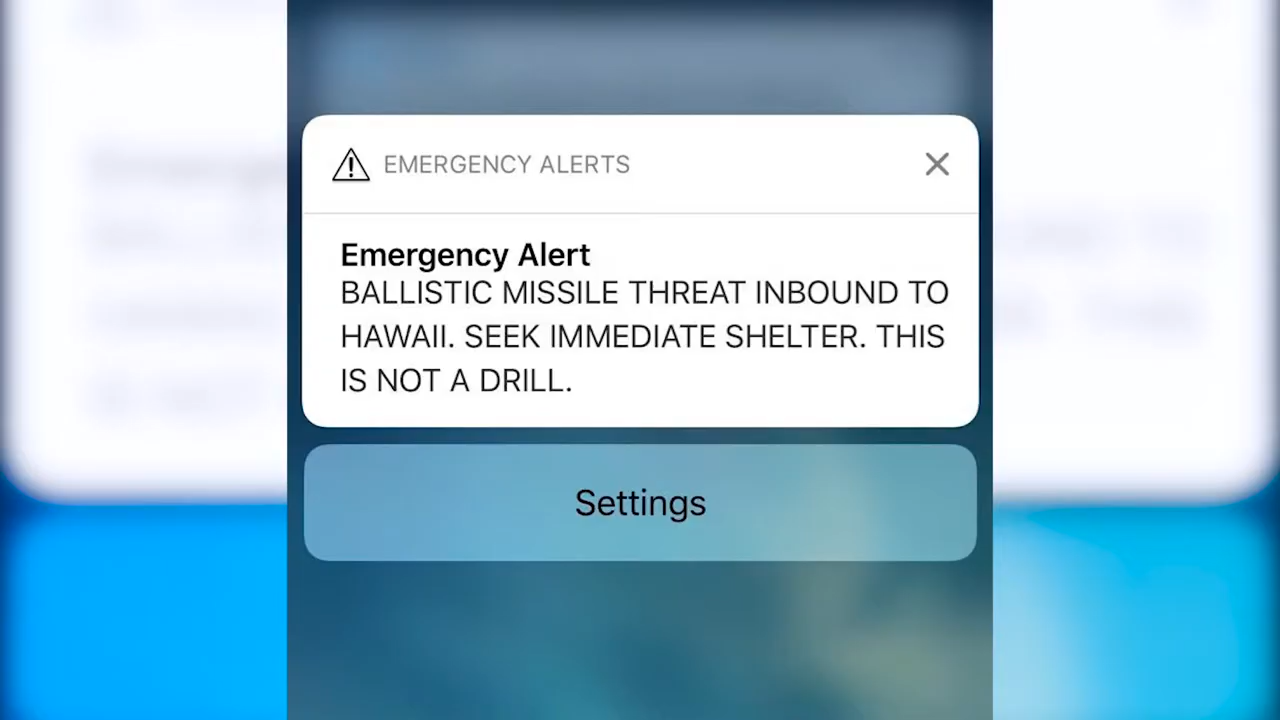 EMERGENCY ALERTS
Emergency Alert
BALLISTIC MISSILE THREAT INBOUND TO
HAWAII. SEEK IMMEDIATE SHELTER. THIS
IS NOT A DRILL.
Settings